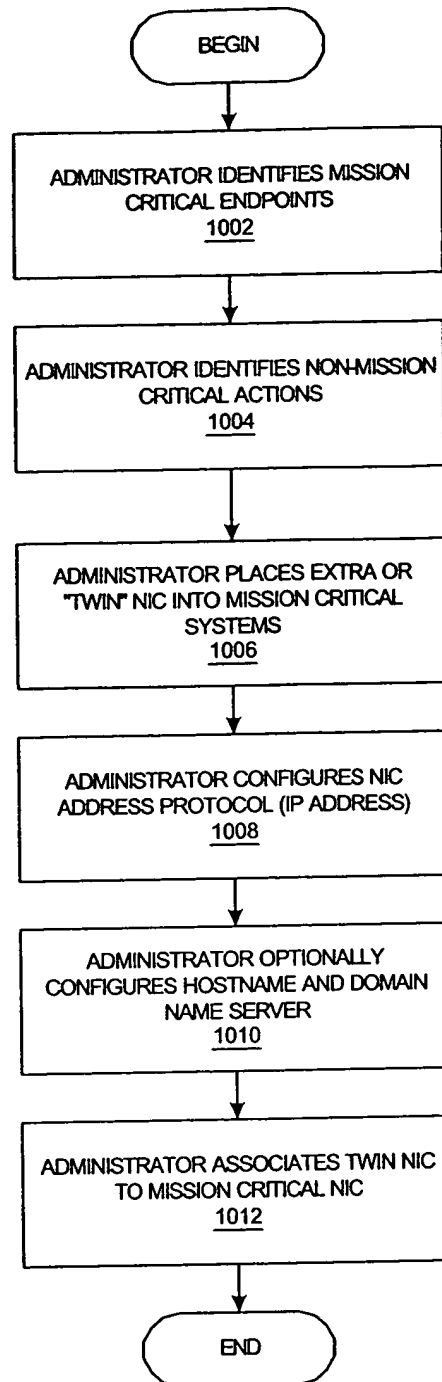 BEGIN
ADMINISTRATOR IDENTIFIES MISSION
CRITICAL ENDPOINTS
1002
ADMINISTRATOR IDENTIFIES NON-MISSION
CRITICAL ACTIONS
1004
ADMINISTRATOR PLACES EXTRA OR
"TWIN" NIC INTO MISSION CRITICAL
SYSTEMS
1006
ADMINISTRATOR CONFIGURES NIC
ADDRESS PROTOCOL (IP ADDRESS)
1008
ADMINISTRATOR OPTIONALLY
CONFIGURES HOSTNAME AND DOMAIN
NAME SERVER
1010
ADMINISTRATOR ASSOCIATES TWIN NIC
TO MISSION CRITICAL NIC
1012
END